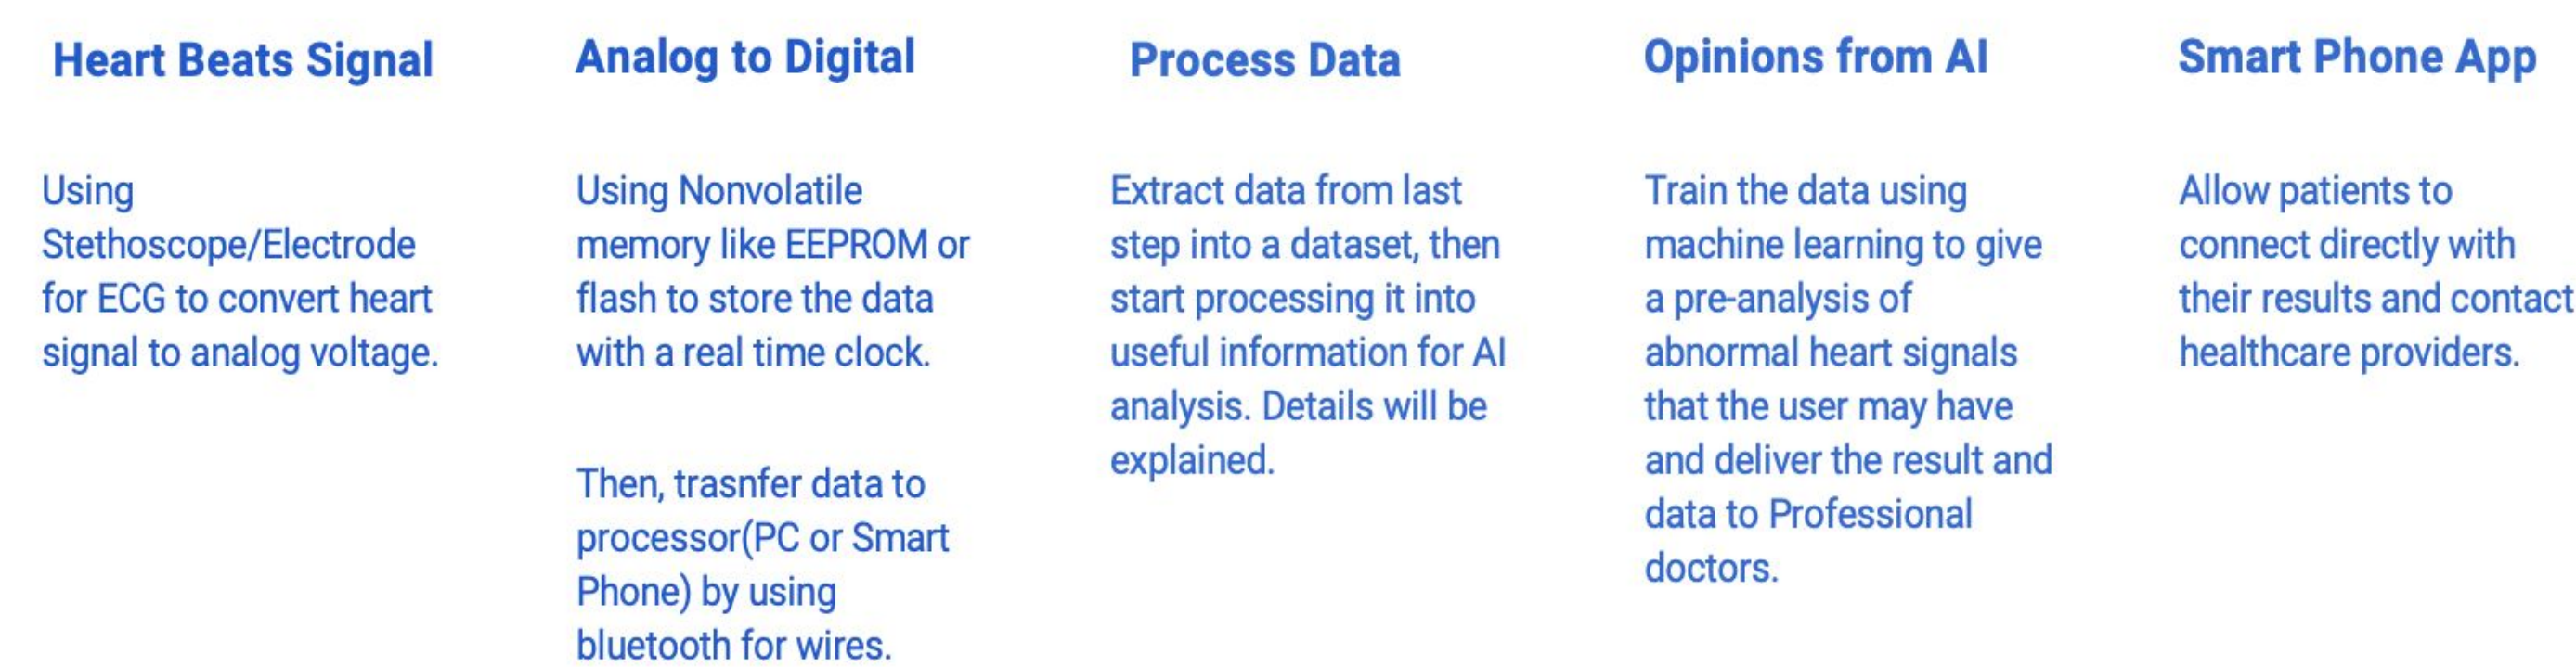 Heart Beats Signal
Using
Stethoscope/Electrode
for ECG to convert heart
signal to analog voltage.
Analog to Digital
Using Nonvolatile
memory like EEPROM or
flash to store the data
with a real time clock.
Then, trasnfer data to
processor(PC or Smart
Phone) by using
bluetooth for wires.
Process Data
Extract data from last
step into a dataset, then
start processing it into
useful information for AI
analysis. Details will be
explained.
Opinions from AI
Train the data using
machine learning to give
a pre-analysis of
abnormal heart signals
that the user may have
and deliver the result and
data to Professional
doctors.
Smart Phone App
Allow patients to
connect directly with
their results and contact
healthcare providers.